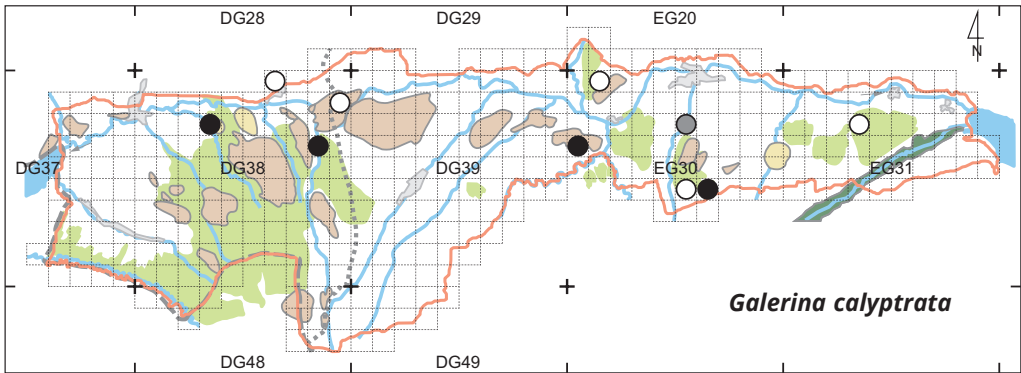 DG28 DG29 EG20
N
DG37 DG38 DG39 EG30 EG31
Galerina calyptrata
DG48 DG49